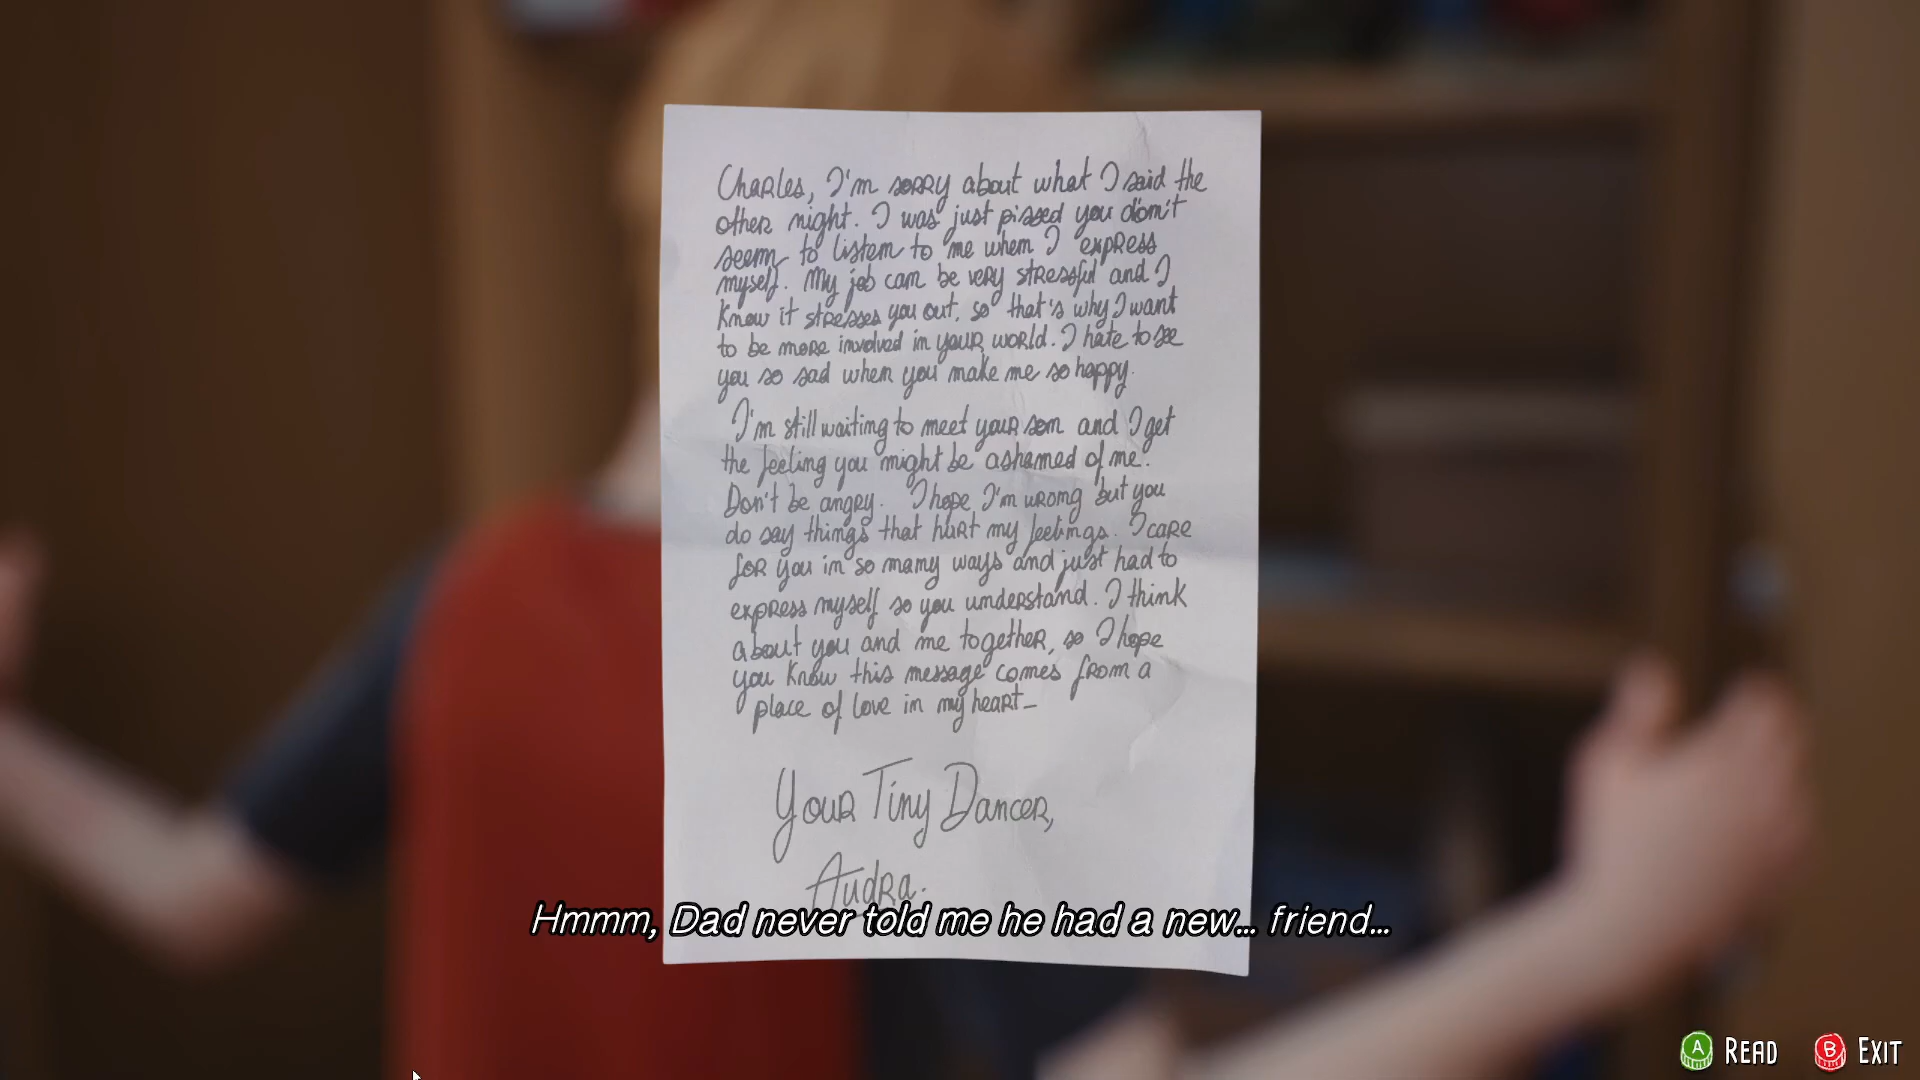 Charles, I'm sorry about what I said the
other night. I was just pissed you don't
seem to listen to me when I express
myself. My job can be very stressful and I
know it stresses you out, so that's why I want
to be more involved in your world. I hate to see
you so sad when you make me so happy.
I'm still waiting to meet your son and I get
the feeling you might be ashamed of me.
Don't be angry. I hope I'm wrong but you
do say things that hurt my feelings. I care
for you in so many ways and just had to
express myself so you understand. I think
about you and me together, so I hope
you know this message comes from a
place of love in my heart_
Your Tiny Dancer,
Audra.
Hmmm, Dad never told me he had a new... friend...
A READ B EXIT